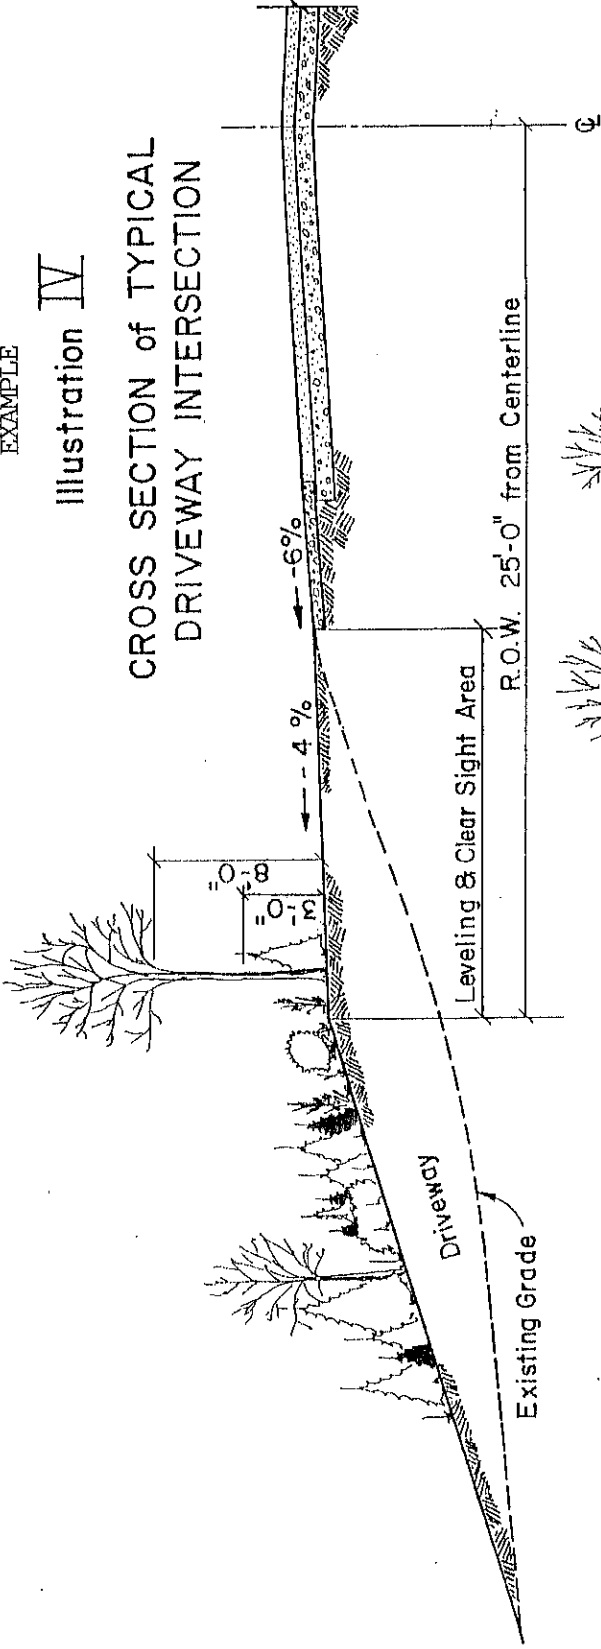 EXAMPLE
Illustration IV
CROSS SECTION of TYPICAL
DRIVEWAY INTERSECTION
8'-0"
3'-0"
-4%
-6%
Leveling & Clear Sight Area
R.O.W. 25'-0" from Centerline
Driveway
Existing Grade
℄